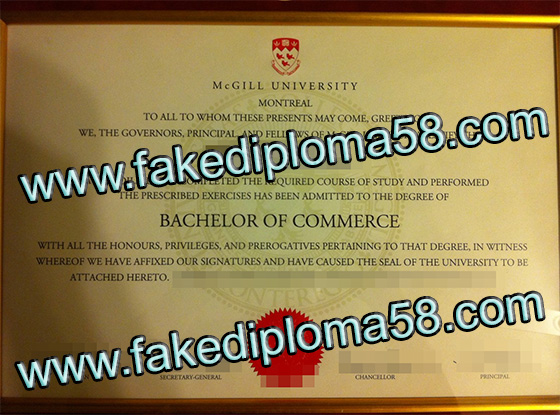 McGILL UNIVERSITY
MONTREAL
TO ALL TO WHOM THESE PRESENTS MAY COME,
WE, THE GOVERNORS, PRINCIPAL AND FELLOWS OF
www.fakediploma58.com
COMPLETED THE REQUIRED COURSE OF STUDY AND PERFORMED
THE PRESCRIBED EXERCISES HAS BEEN ADMITTED TO THE DEGREE OF
BACHELOR OF COMMERCE
WITH ALL THE HONOURS, PRIVILEGES, AND PREROGATIVES PERTAINING TO THAT DEGREE, IN WITNESS
WHEREOF WE HAVE AFFIXED OUR SIGNATURES AND HAVE CAUSED THE SEAL OF THE UNIVERSITY TO BE
ATTACHED HERETO.
www.fakediploma58.com
SECRETARY-GENERAL CHANCELLOR PRINCIPAL